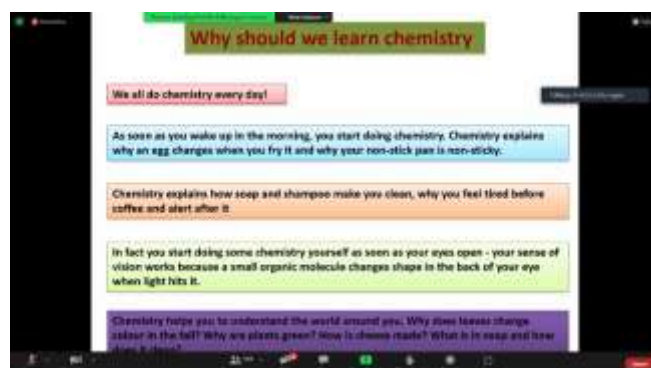 Why should we learn chemistry
We all do chemistry every day!
As soon as you wake up in the morning, you start doing chemistry. Chemistry explains
why an egg changes when you fry it and why your non-stick pan is non-sticky.
Chemistry explains how soap and shampoo make you clean, why you feel tired before
coffee and alert after it
In fact you start doing some chemistry yourself as soon as your eyes open - your sense of
vision works because a small organic molecule changes shape in the back of your eye
when light hits it.
Chemistry helps you to understand the world around you. Why does leaves change
colour in the fall? Why are plants green? How is cheese made? What is in soap and how